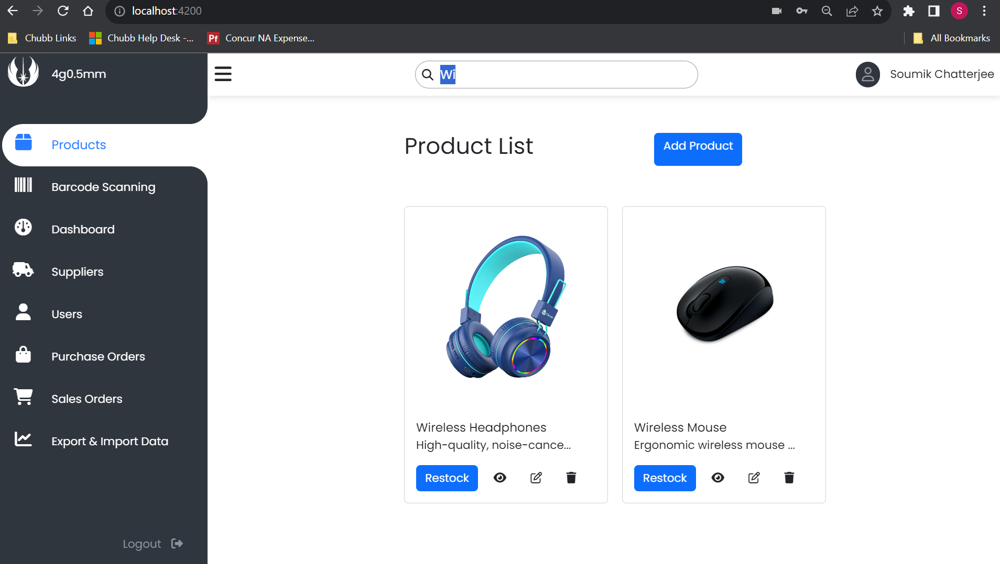 localhost:4200
S
Chubb Links
Chubb Help Desk -...
Pf
Concur NA Expense...
All Bookmarks
4g0.5mm
Wi
Soumik Chatterjee
Products
Barcode Scanning
Dashboard
Suppliers
Users
Purchase Orders
Sales Orders
Export & Import Data
Logout
Product List
Add Product
Wireless Headphones
High-quality, noise-cance...
Restock
Wireless Mouse
Ergonomic wireless mouse ...
Restock